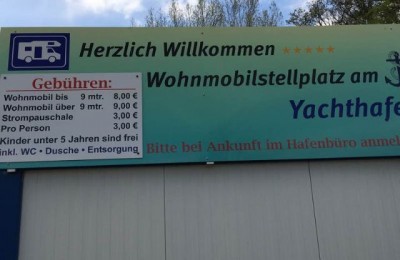 Herzlich Willkommen *****
Wohnmobilstellplatz am
Yachthafe
Gebühren:
Wohnmobil bis 9 mtr. 8,00 €
Wohnmobil über 9 mtr. 9,00 €
Strompauschale 3,00 €
Pro Person 3,00 €
Kinder unter 5 Jahren sind frei
inkl. WC • Dusche • Entsorgung
Bitte bei Ankunft im Hafenbüro anmel